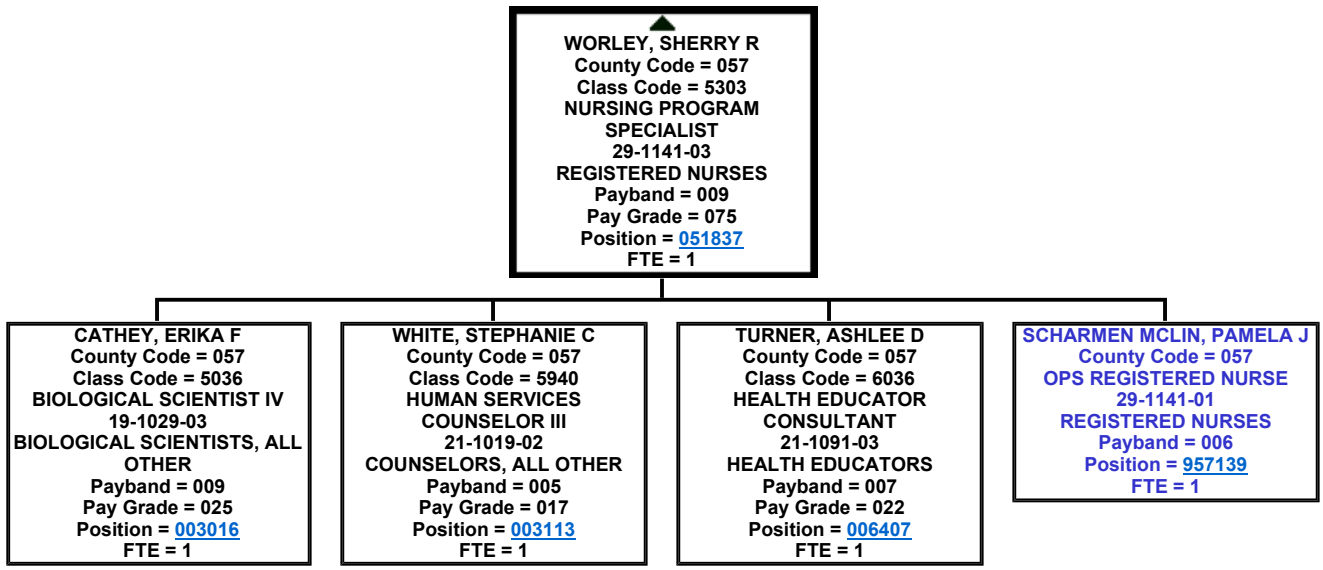 WORLEY, SHERRY R
County Code = 057
Class Code = 5303
NURSING PROGRAM
SPECIALIST
29-1141-03
REGISTERED NURSES
Payband = 009
Pay Grade = 075
Position = 051837
FTE = 1
CATHEY, ERIKA F
County Code = 057
Class Code = 5036
BIOLOGICAL SCIENTIST IV
19-1029-03
BIOLOGICAL SCIENTISTS, ALL
OTHER
Payband = 009
Pay Grade = 025
Position = 003016
FTE = 1
WHITE, STEPHANIE C
County Code = 057
Class Code = 5940
HUMAN SERVICES
COUNSELOR III
21-1019-02
COUNSELORS, ALL OTHER
Payband = 005
Pay Grade = 017
Position = 003113
FTE = 1
TURNER, ASHLEE D
County Code = 057
Class Code = 6036
HEALTH EDUCATOR
CONSULTANT
21-1091-03
HEALTH EDUCATORS
Payband = 007
Pay Grade = 022
Position = 006407
FTE = 1
SCHARMEN MCLIN, PAMELA J
County Code = 057
OPS REGISTERED NURSE
29-1141-01
REGISTERED NURSES
Payband = 006
Position = 957139
FTE = 1